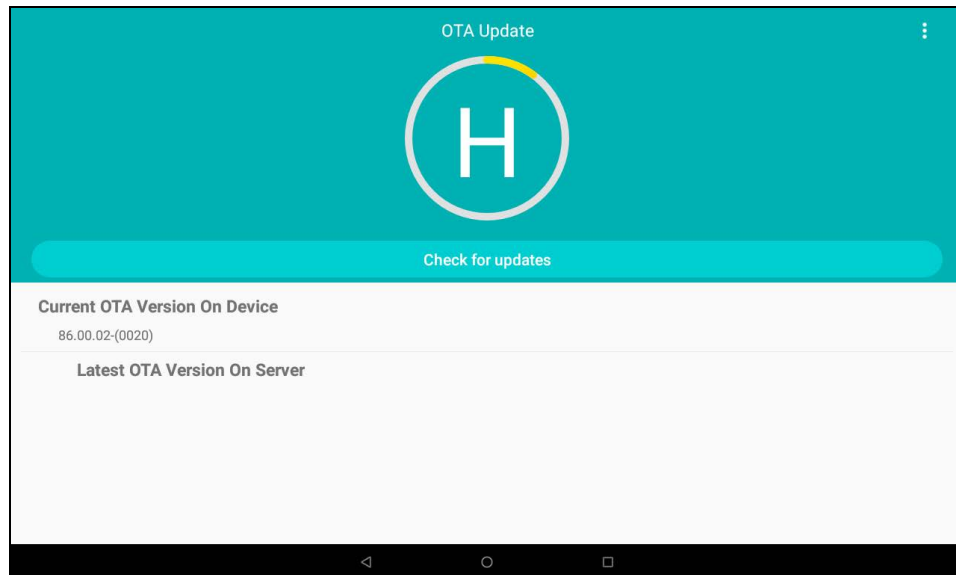 OTA Update
H
Check for updates
Current OTA Version On Device
86.00.02-(0020)
Latest OTA Version On Server